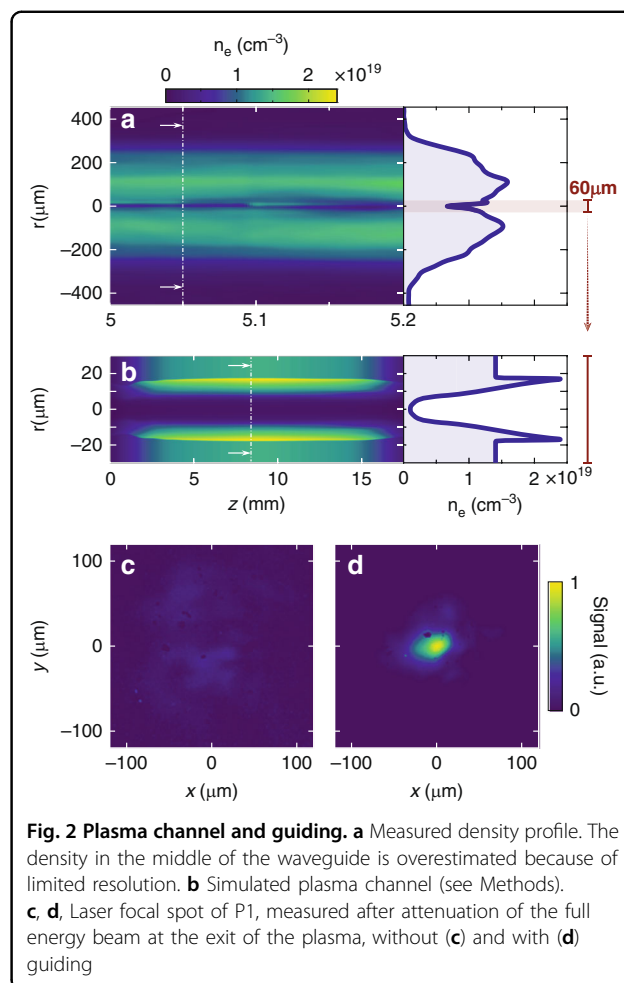 n_e (cm⁻³)
0 1 2 ×10¹⁹
a
r(μm)
400
200
0
−200
−400
5 5.1 5.2
60μm
b
r(μm)
20
0
−20
0 5 10 15
z (mm)
0 1 2 ×10¹⁹
n_e (cm⁻³)
c
d
y (μm)
100
0
−100
−100 0 100
x (μm)
−100 0 100
x (μm)
1
0
Signal (a.u.)
Fig. 2 Plasma channel and guiding. a Measured density profile. The
density in the middle of the waveguide is overestimated because of
limited resolution. b Simulated plasma channel (see Methods).
c, d, Laser focal spot of P1, measured after attenuation of the full
energy beam at the exit of the plasma, without (c) and with (d)
guiding